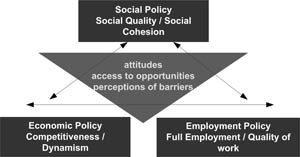 Social Policy
Social Quality / Social
Cohesion
attitudes
access to opportunities
perceptions of barriers
Economic Policy
Competitiveness /
Dynamism
Employment Policy
Full Employment / Quality of
work